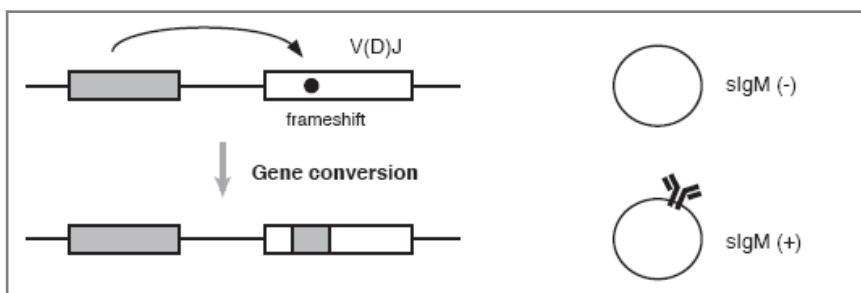 V(D)J
sIgM (-)
frameshift
Gene conversion
sIgM (+)